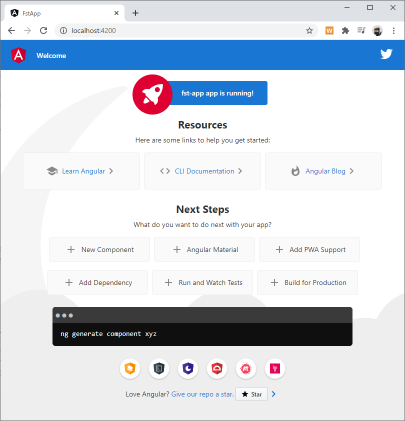 FstApp
localhost:4200
Welcome
fst-app app is running!
Resources
Here are some links to help you get started:
Learn Angular
CLI Documentation
Angular Blog
Next Steps
What do you want to do next with your app?
New Component
Angular Material
Add PWA Support
Add Dependency
Run and Watch Tests
Build for Production
ng generate component xyz
Love Angular? Give our repo a star. Star